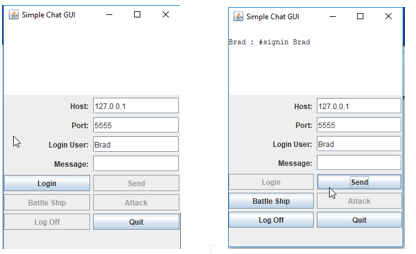 Simple Chat GUI
Host: 127.0.0.1
Port: 5555
Login User: Brad
Message:
Login Send
Battle Ship Attack
Log Off Quit
Simple Chat GUI
Brad : #signin Brad
Host: 127.0.0.1
Port: 5555
Login User: Brad
Message:
Login Send
Battle Ship Attack
Log Off Quit